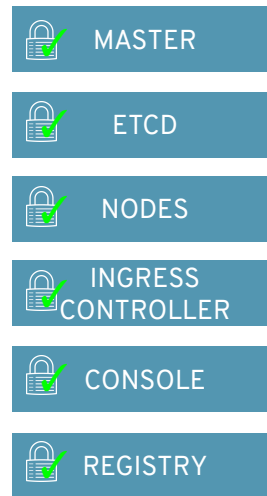 MASTER
ETCD
NODES
INGRESS
CONTROLLER
CONSOLE
REGISTRY